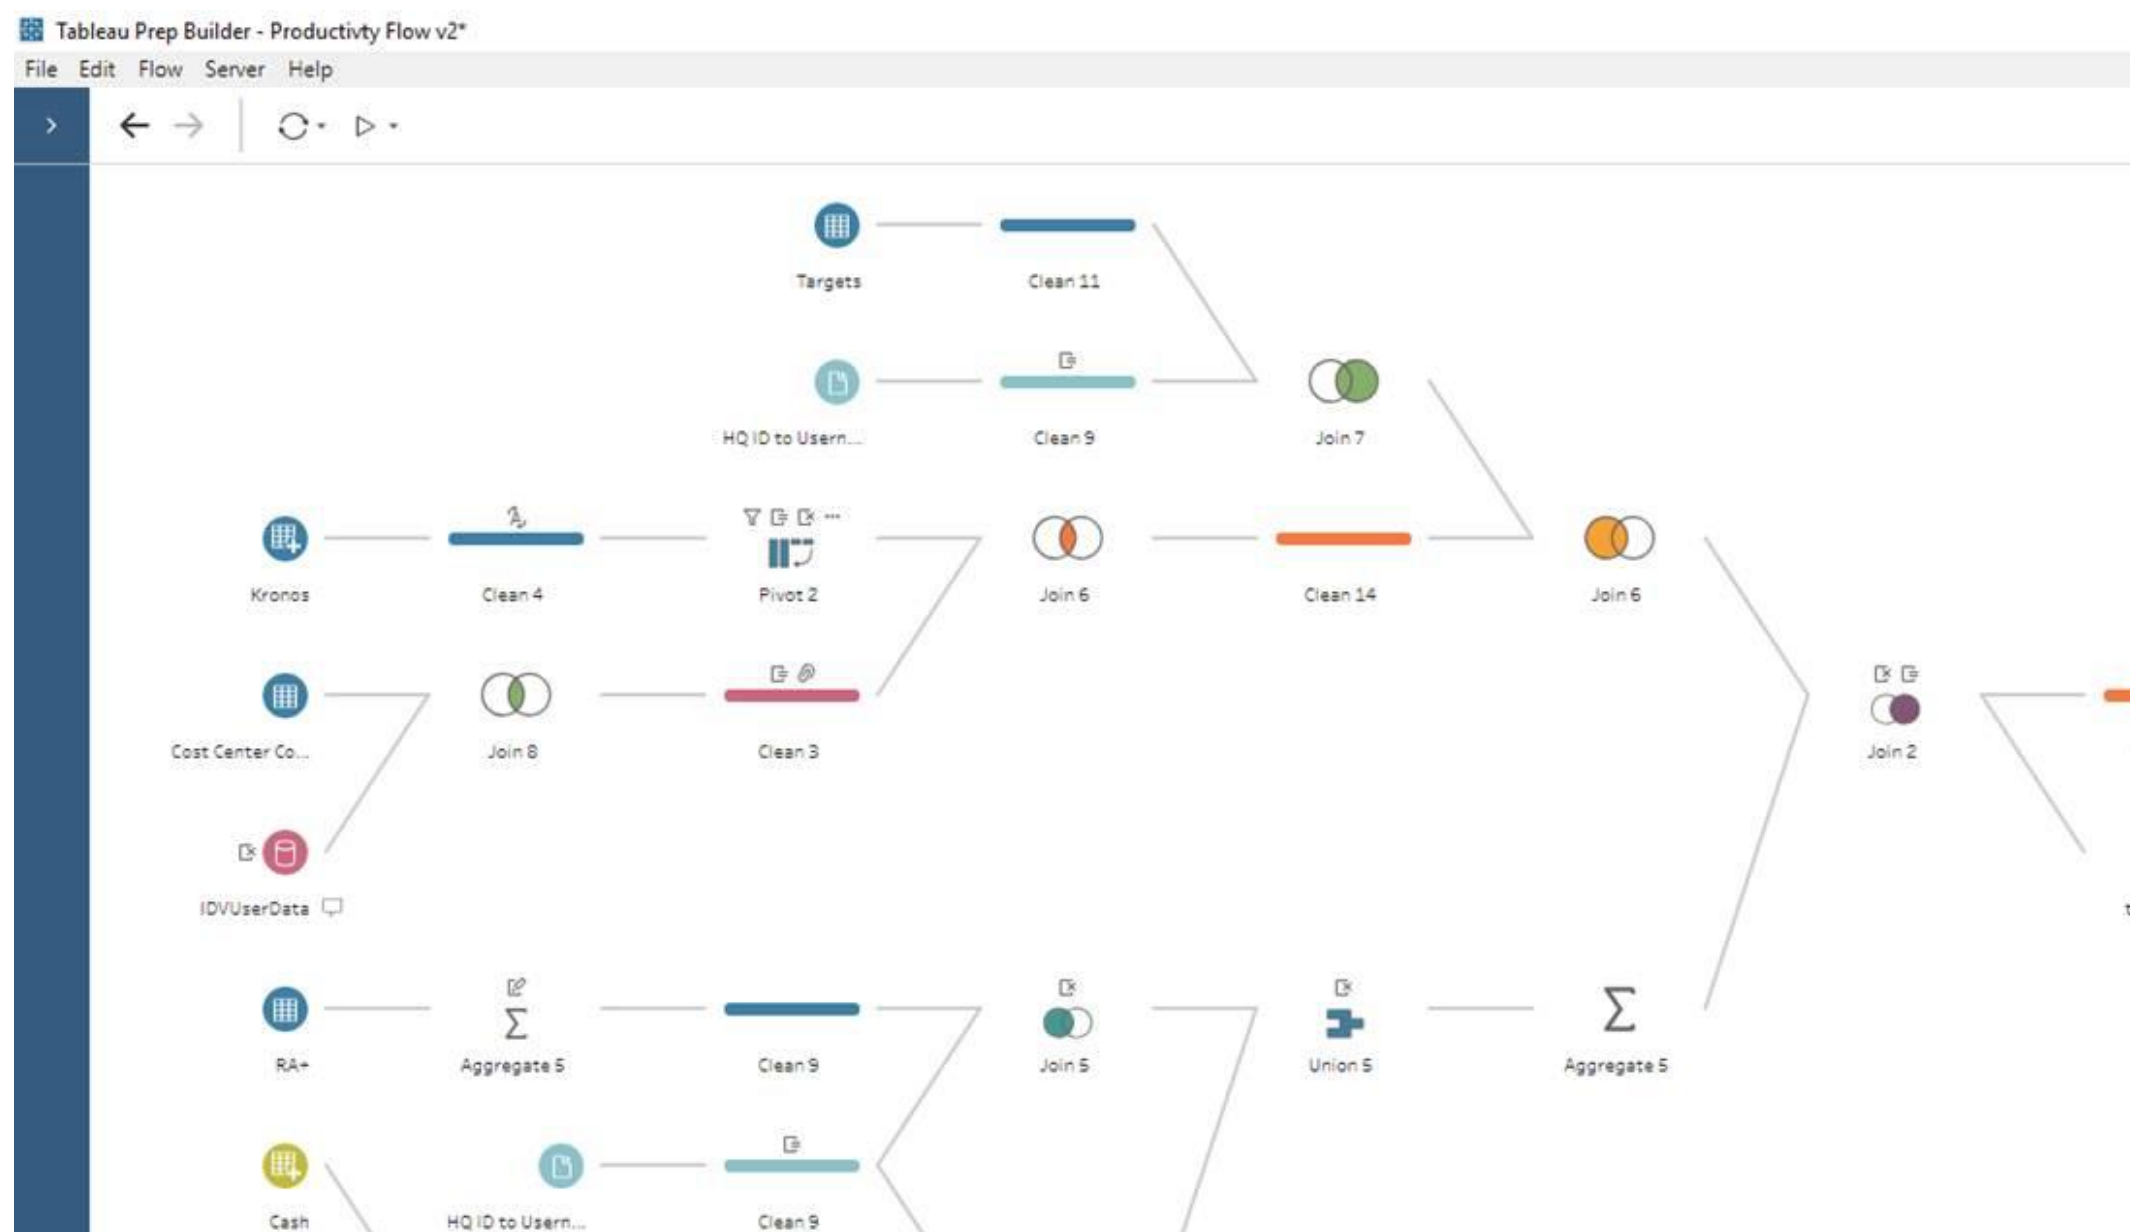 Tableau Prep Builder - Productivty Flow v2*
File Edit Flow Server Help
Targets
Clean 11
HQ ID to Usern...
Clean 9
Join 7
Kronos
Clean 4
Pivot 2
Join 6
Clean 14
Join 6
Cost Center Co...
Join 8
Clean 3
Join 2
IDVUserData
t
RA+
Aggregate 5
Clean 9
Join 5
Union 5
Aggregate 5
Cash
HQ ID to Usern...
Clean 9